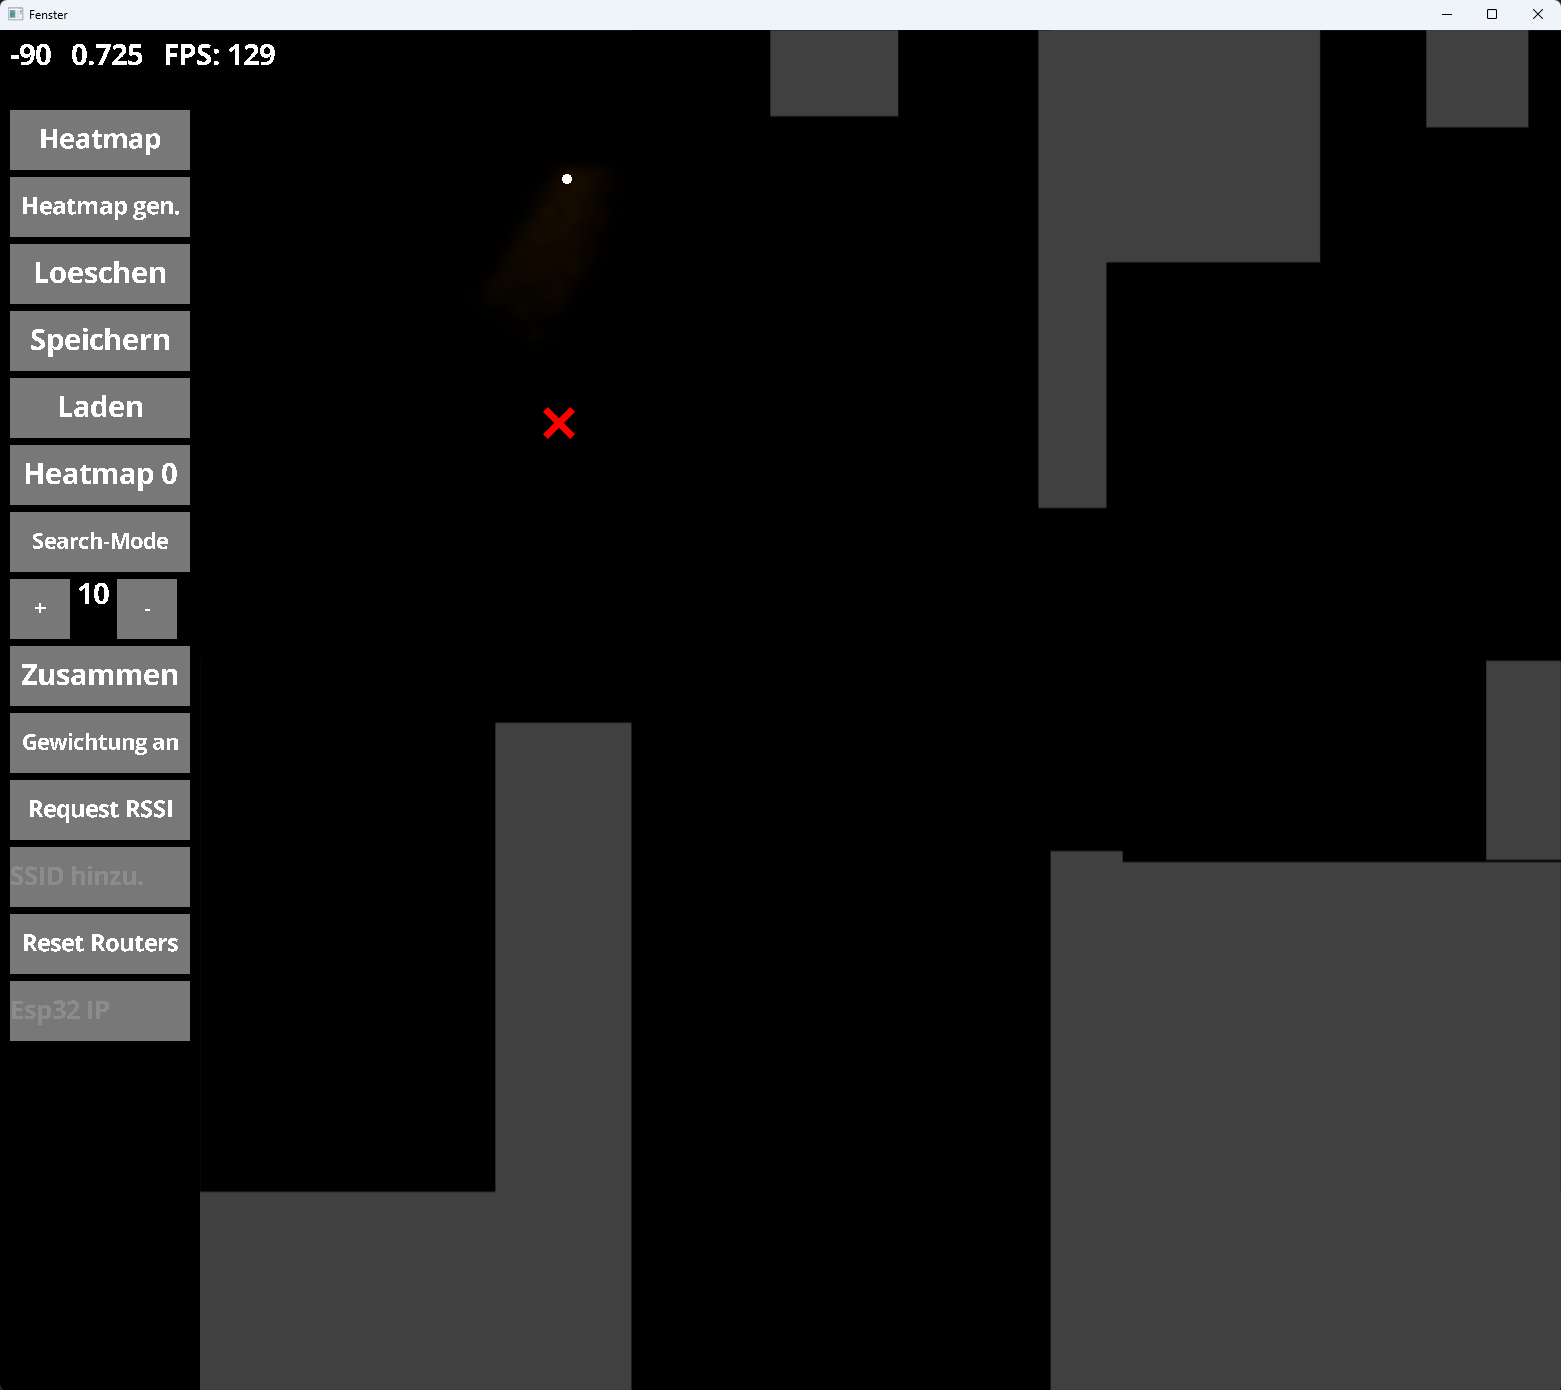 Fenster
-90 0.725 FPS: 129
Heatmap
Heatmap gen.
Loeschen
Speichern
Laden
Heatmap 0
Search-Mode
+ 10 -
Zusammen
Gewichtung an
Request RSSI
SSID hinzu.
Reset Routers
Esp32 IP